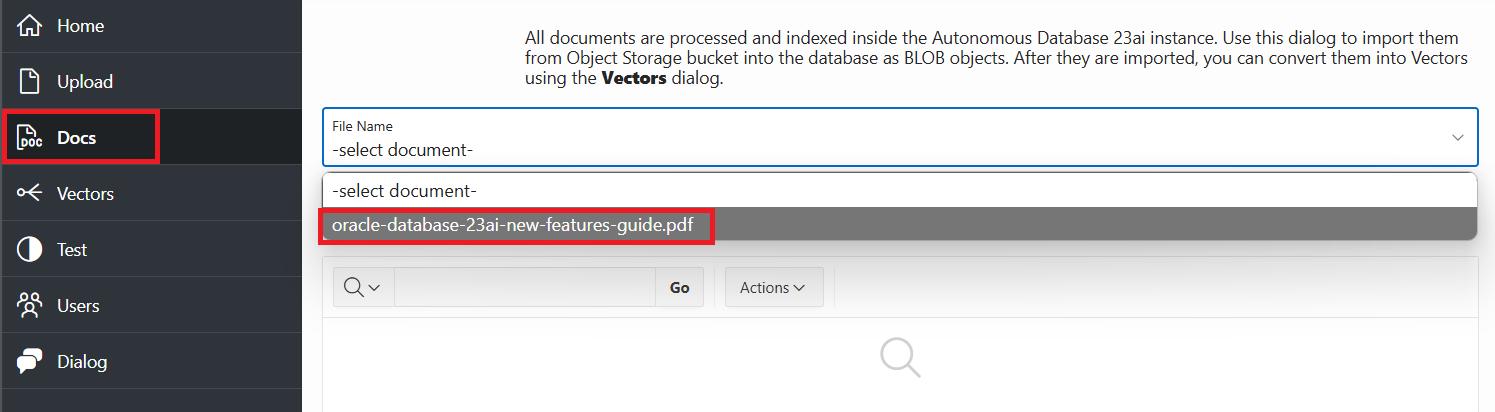 Home
Upload
DOC
Docs
Vectors
Test
Users
Dialog
All documents are processed and indexed inside the Autonomous Database 23ai instance. Use this dialog to import them
from Object Storage bucket into the database as BLOB objects. After they are imported, you can convert them into Vectors
using the Vectors dialog.
File Name
-select document-
-select document-
oracle-database-23ai-new-features-guide.pdf
Go
Actions